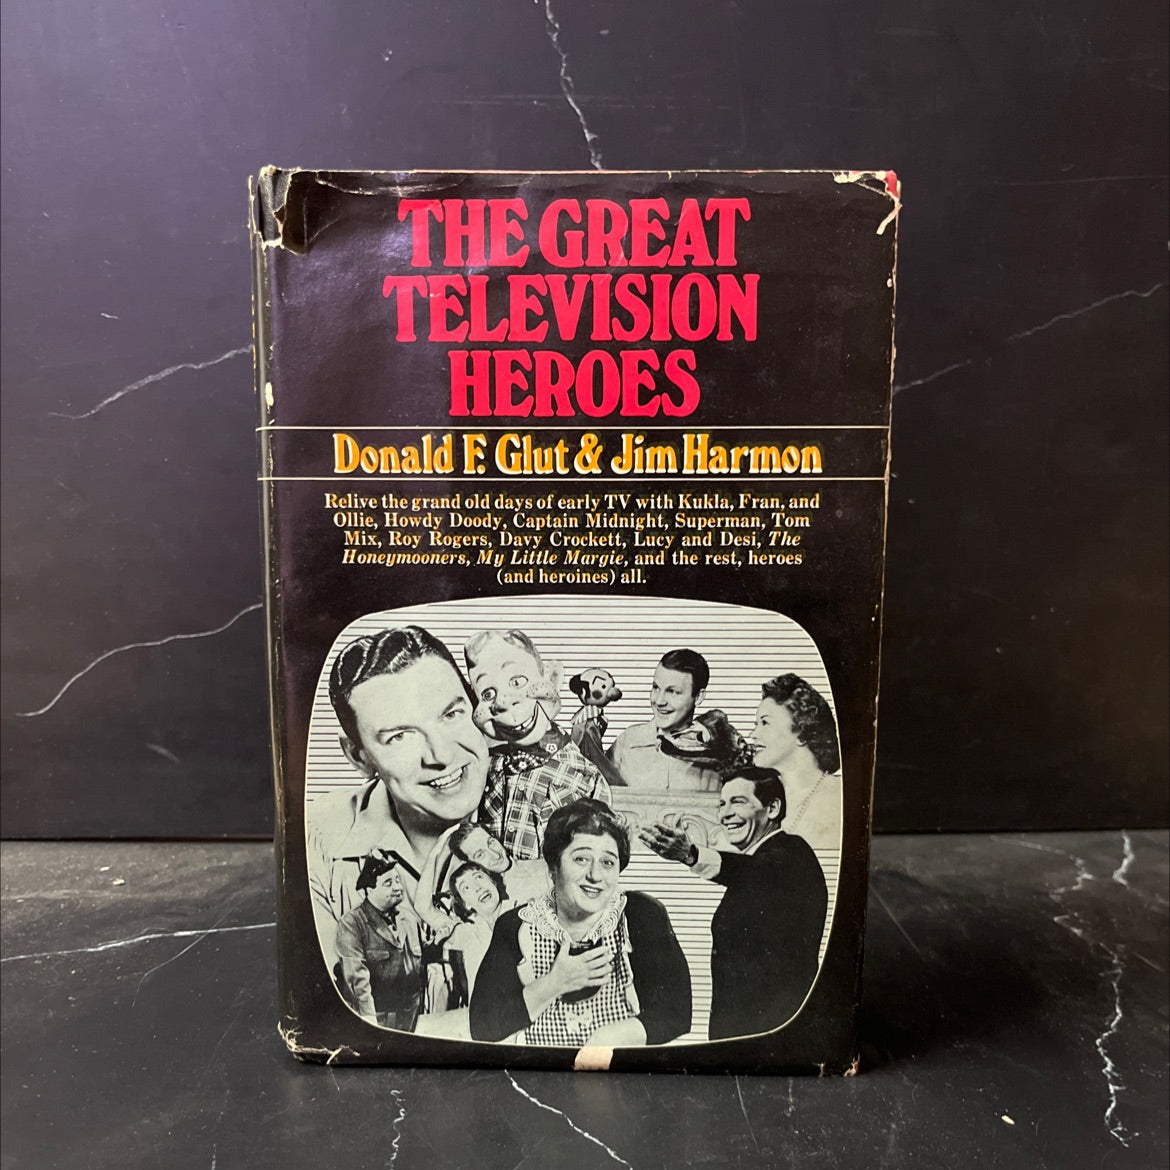 THE GREAT
TELEVISION
HEROES
Donald F. Glut & Jim Harmon
Relive the grand old days of early TV with Kukla, Fran, and
Ollie, Howdy Doody, Captain Midnight, Superman, Tom
Mix, Roy Rogers, Davy Crockett, Lucy and Desi, The
Honeymooners, My Little Margie, and the rest, heroes
(and heroines) all.